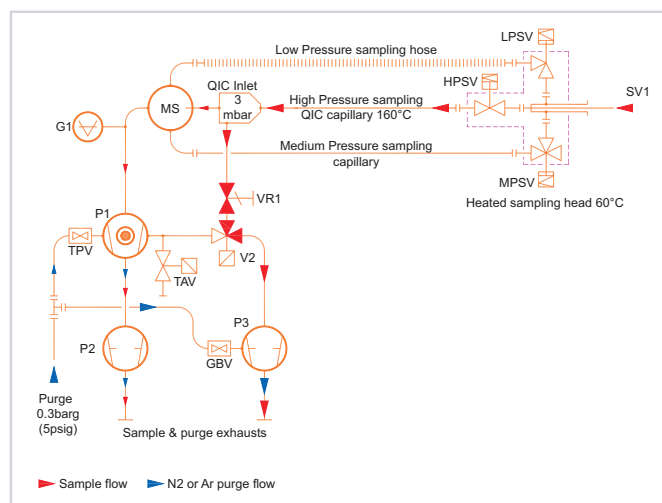 LPSV
Low Pressure sampling hose
HPSV
QIC Inlet
MS
3
mbar
High Pressure sampling
QIC capillary 160°C
SV1
G1
Medium Pressure sampling
capillary
MPSV
VR1
Heated sampling head 60°C
P1
TPV
V2
TAV
P3
P2
GBV
Purge
0.3barg
(5psig)
Sample & purge exhausts
Sample flow
N2 or Ar purge flow